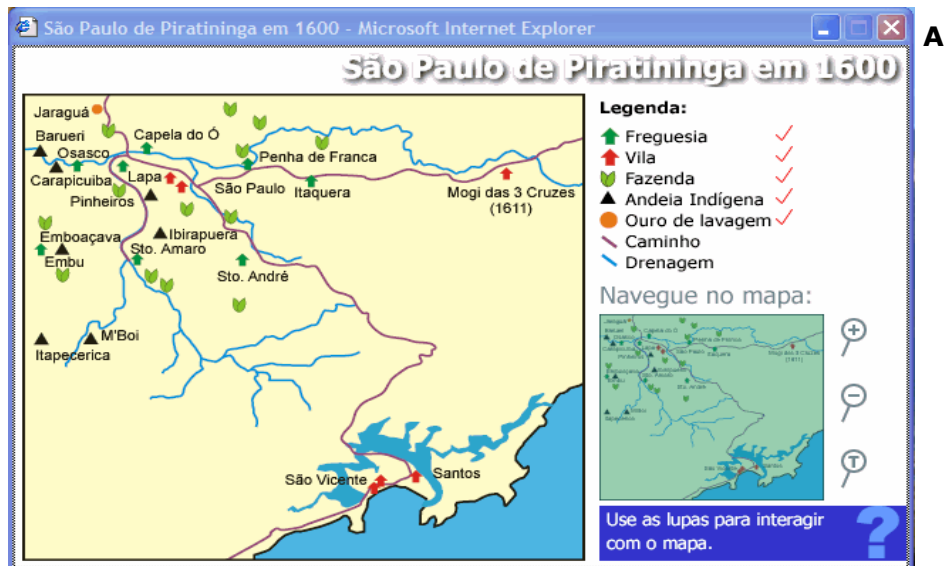 São Paulo de Piratininga em 1600 - Microsoft Internet Explorer
A
São Paulo de Piratininga em 1600
Jaraguá
Barueri
Capela do Ó
Osasco
Penha de Franca
Carapicuiba
Lapa
São Paulo
Itaquera
Mogi das 3 Cruzes
(1611)
Pinheiros
Emboaçava
Ibirapuera
Sto. Amaro
Embu
Sto. André
M'Boi
Itapecerica
São Vicente
Santos
Legenda:
Freguesia
Vila
Fazenda
Andeia Indígena
Ouro de lavagem
Caminho
Drenagem
Navegue no mapa:
T
Use as lupas para interagir
com o mapa.
?